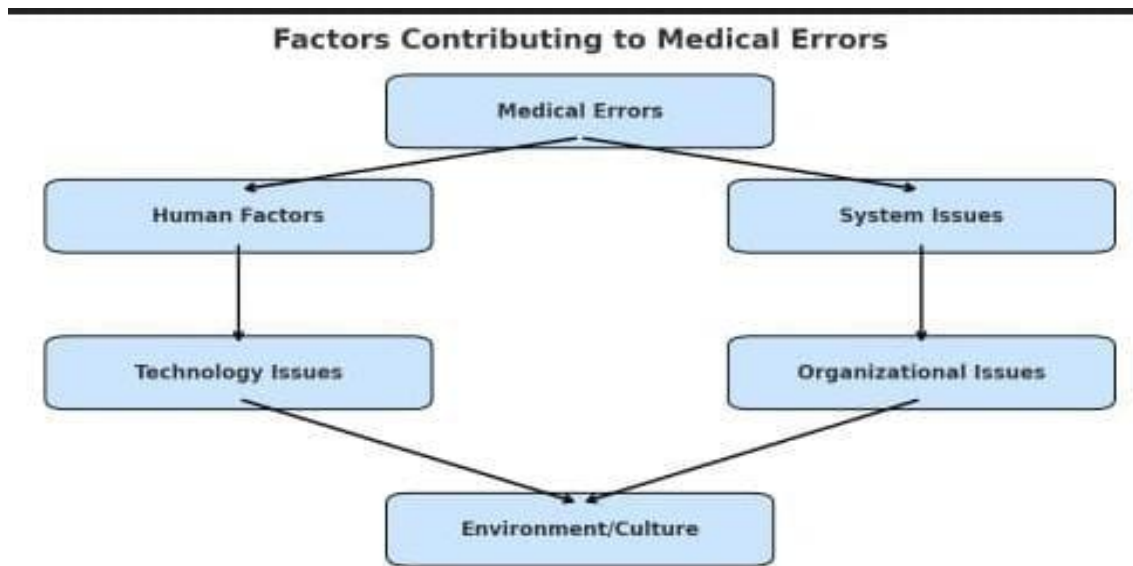 Factors Contributing to Medical Errors
Medical Errors
Human Factors
System Issues
Technology Issues
Organizational Issues
Environment/Culture